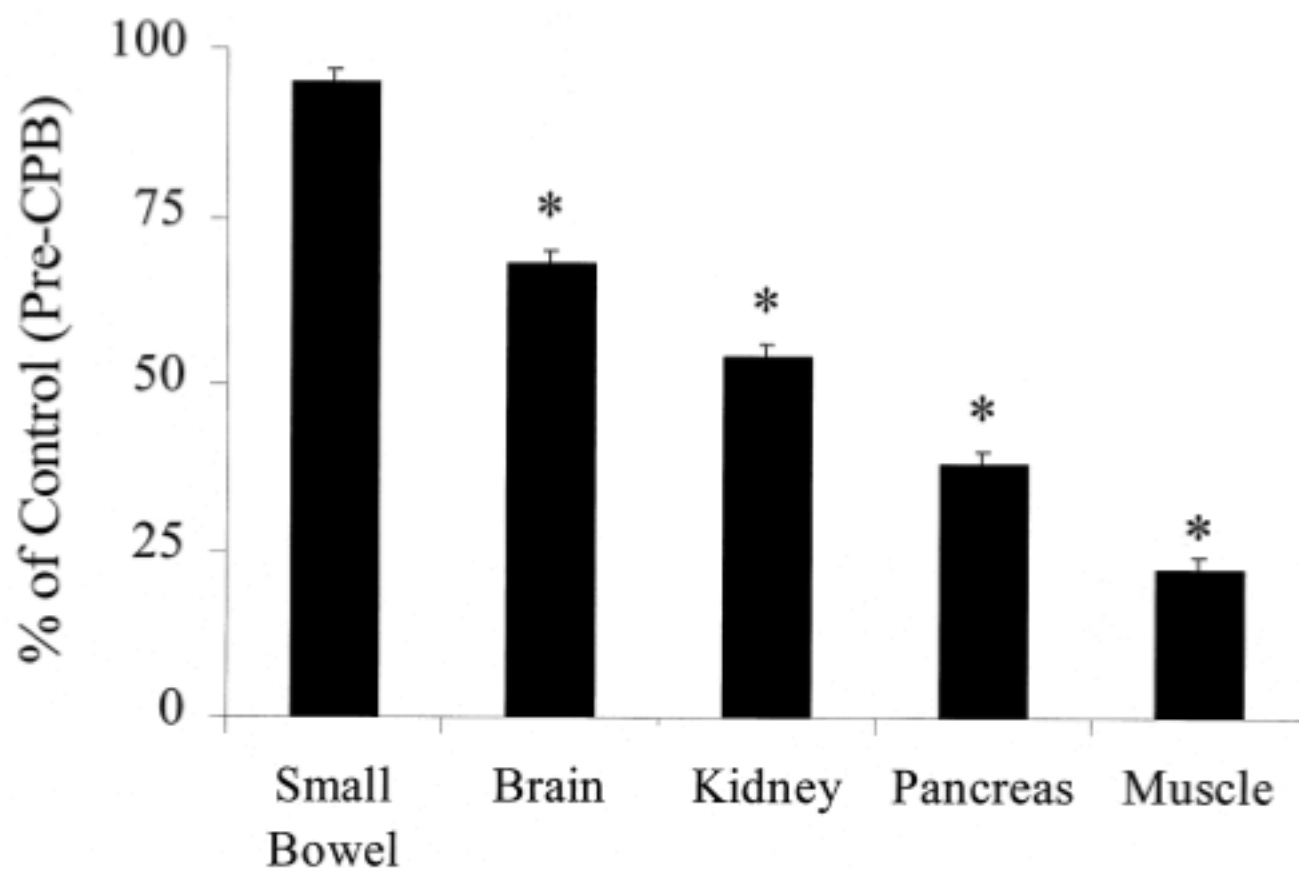 % of Control (Pre-CPB)
100
75
50
25
0
*
*
*
*
Small
Bowel
Brain
Kidney
Pancreas
Muscle